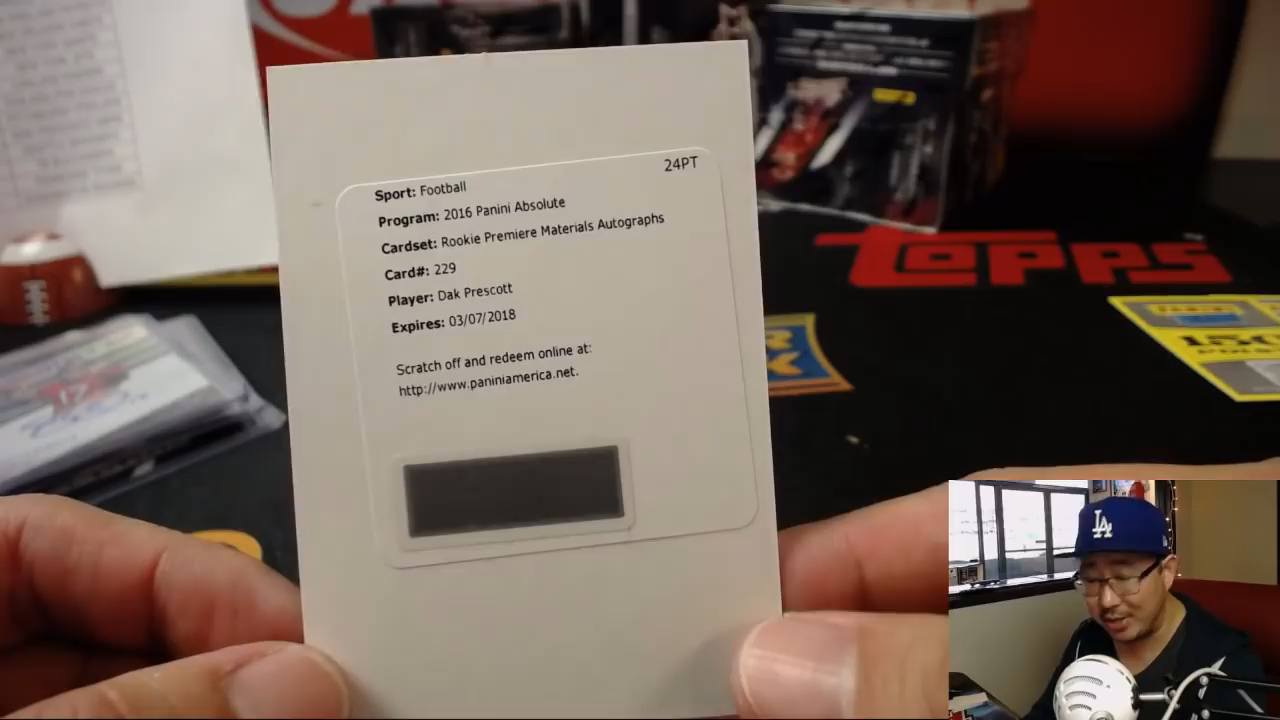 24PT
Sport: Football
Program: 2016 Panini Absolute
Cardset: Rookie Premiere Materials Autographs
Card#: 229
Player: Dak Prescott
Expires: 03/07/2018
Scratch off and redeem online at:
http://www.paniniamerica.net.
TOPPS
LA